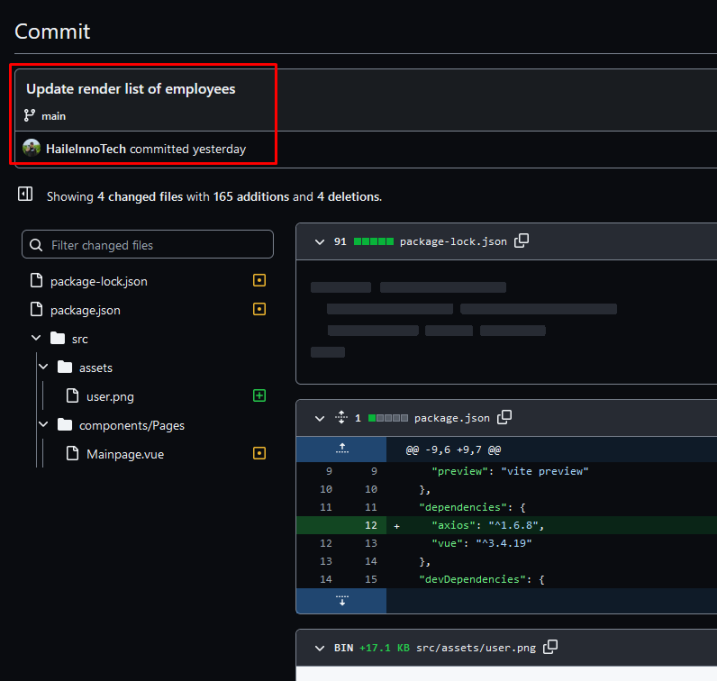 Commit
Update render list of employees
main
HaileInnoTech committed yesterday
Showing 4 changed files with 165 additions and 4 deletions.
Filter changed files
package-lock.json
package.json
src
assets
user.png
components/Pages
Mainpage.vue
91 package-lock.json
1 package.json
@@ -9,6 +9,7 @@
9 9 "preview": "vite preview"
10 10 },
11 11 "dependencies": {
12 + "axios": "^1.6.8",
12 13 "vue": "^3.4.19"
13 14 },
14 15 "devDependencies": {
BIN +17.1 KB src/assets/user.png